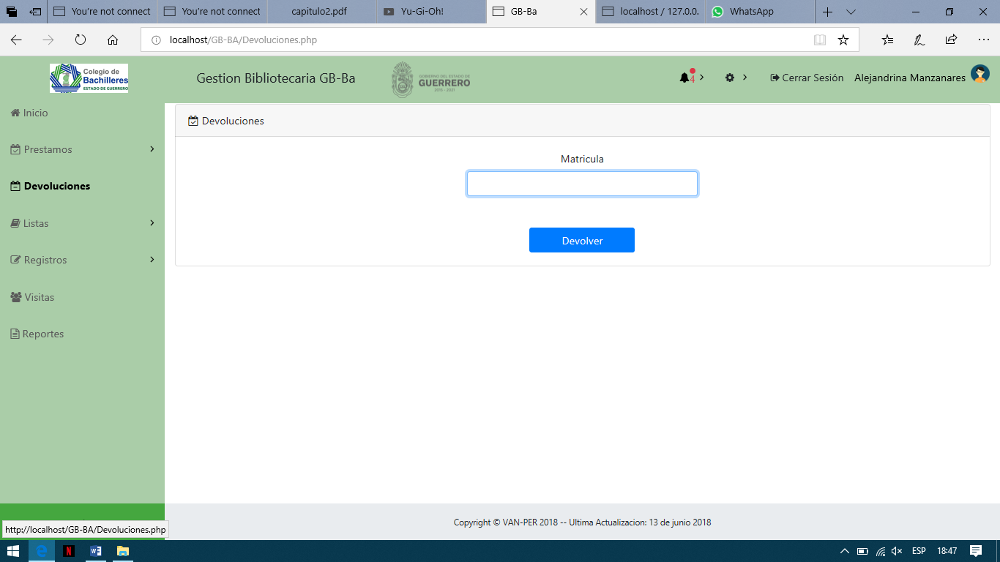 You're not connect
You're not connect
capitulo2.pdf
Yu-Gi-Oh!
GB-Ba
localhost / 127.0.0.
WhatsApp
localhost/GB-BA/Devoluciones.php
Colegio de
Bachilleres
ESTADO DE GUERRERO
Gestion Bibliotecaria GB-Ba
GOBIERNO DEL ESTADO DE
GUERRERO
2015 - 2021
4
Cerrar Sesión
Alejandrina Manzanares
Inicio
Prestamos
Devoluciones
Listas
Registros
Visitas
Reportes
Devoluciones
Matricula
Devolver
Copyright © VAN-PER 2018 -- Ultima Actualizacion: 13 de junio 2018
http://localhost/GB-BA/Devoluciones.php
N
ESP
18:47